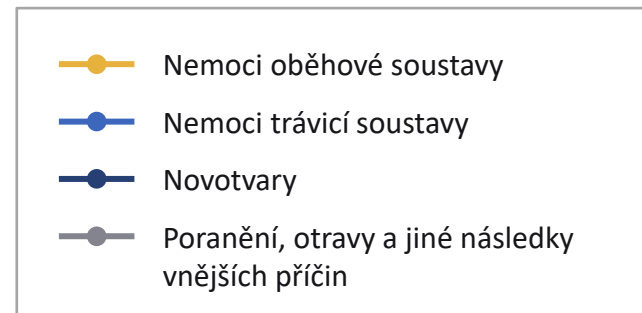 Nemoci oběhové soustavy
Nemoci trávicí soustavy
Novotvary
Poranění, otravy a jiné následky
vnějších příčin